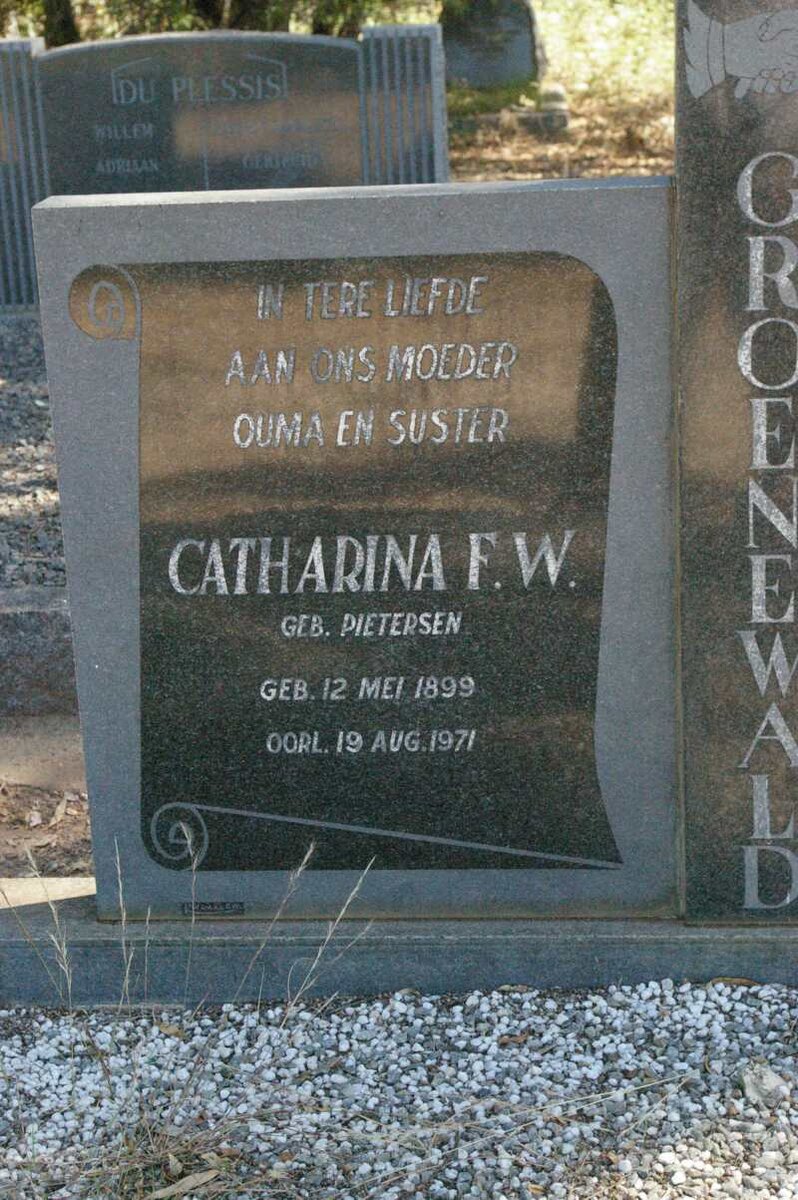 DU PLESSIS
WILLEM
ADRIAAN
IN TERE LIEFDE
AAN ONS MOEDER
OUMA EN SUSTER
CATHARINA F. W.
GEB. PIETERSEN
GEB. 12 MEI 1899
OORL. 19 AUG. 1971
GROENEWALD